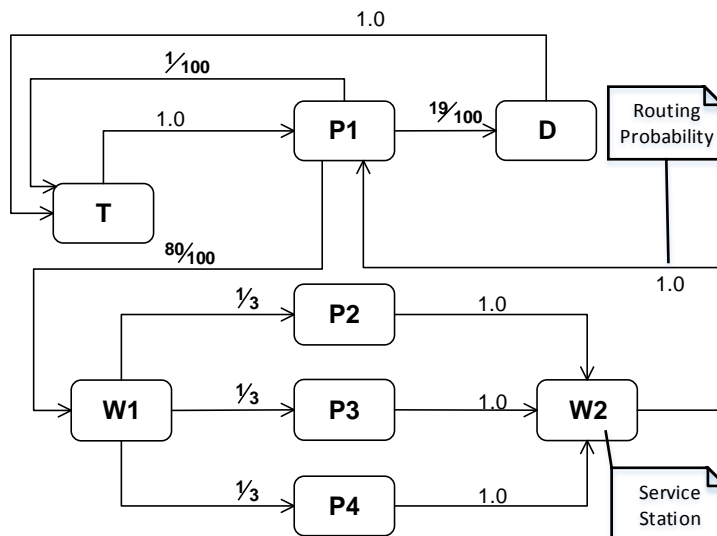 1.0
1/100
1.0
P1
19/100
D
Routing
Probability
T
80/100
1.0
1/3
P2
1.0
W1
1/3
P3
1.0
W2
1/3
P4
1.0
Service
Station